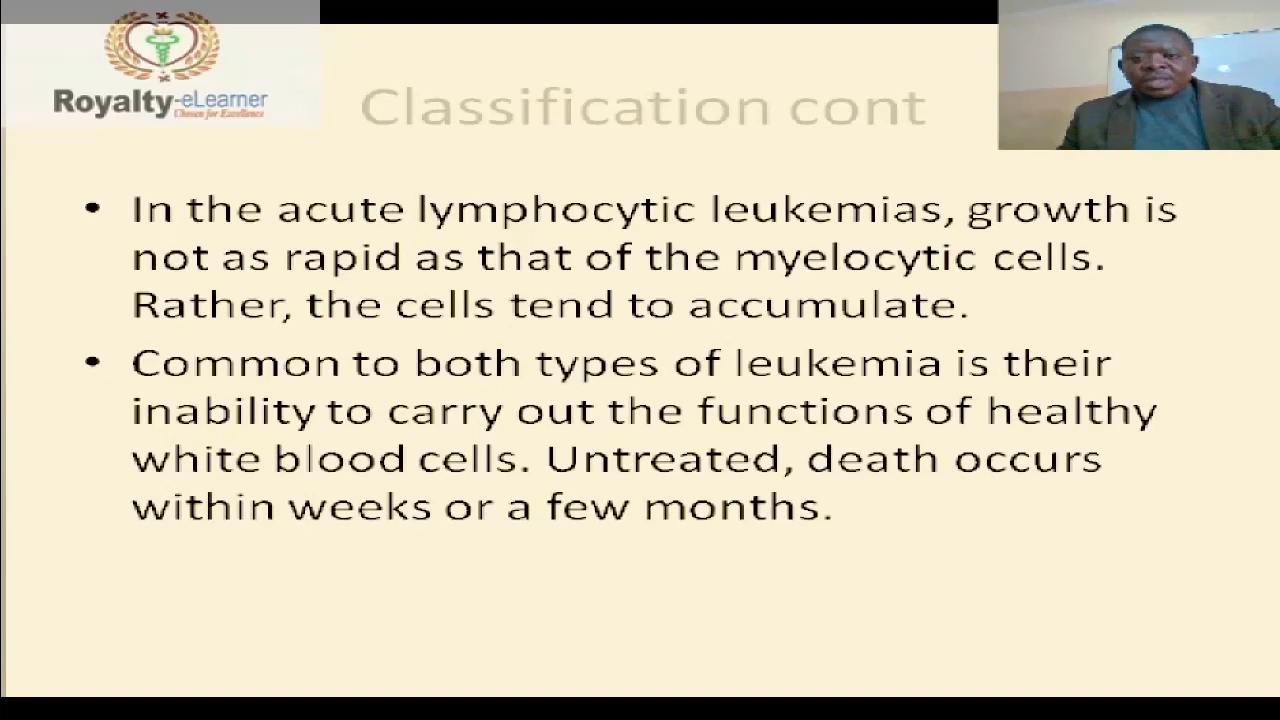 Royalty-eLearner
Chosen for Excellence
Classification cont
• In the acute lymphocytic leukemias, growth is
not as rapid as that of the myelocytic cells.
Rather, the cells tend to accumulate.
• Common to both types of leukemia is their
inability to carry out the functions of healthy
white blood cells. Untreated, death occurs
within weeks or a few months.